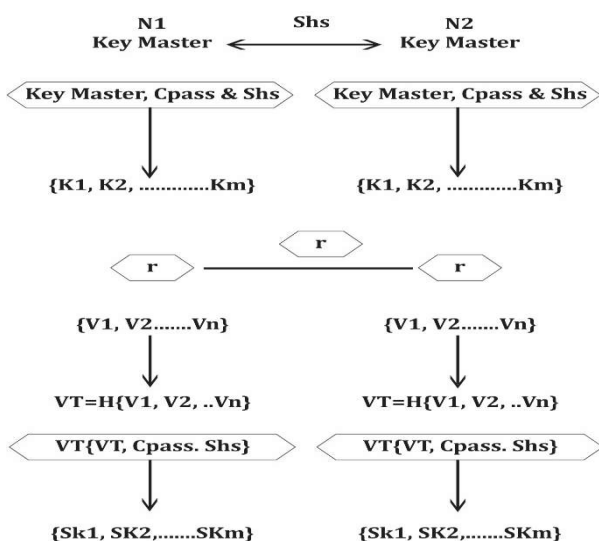 N1 Shs N2
Key Master Key Master
Key Master, Cpass & Shs Key Master, Cpass & Shs
{K1, K2, .............Km} {K1, K2, .............Km}
r
r r
{V1, V2.......Vn} {V1, V2.......Vn}
VT=H{V1, V2, ..Vn} VT=H{V1, V2, ..Vn}
VT{VT, Cpass. Shs} VT{VT, Cpass. Shs}
{Sk1, SK2,.......SKm} {Sk1, SK2,.......SKm}